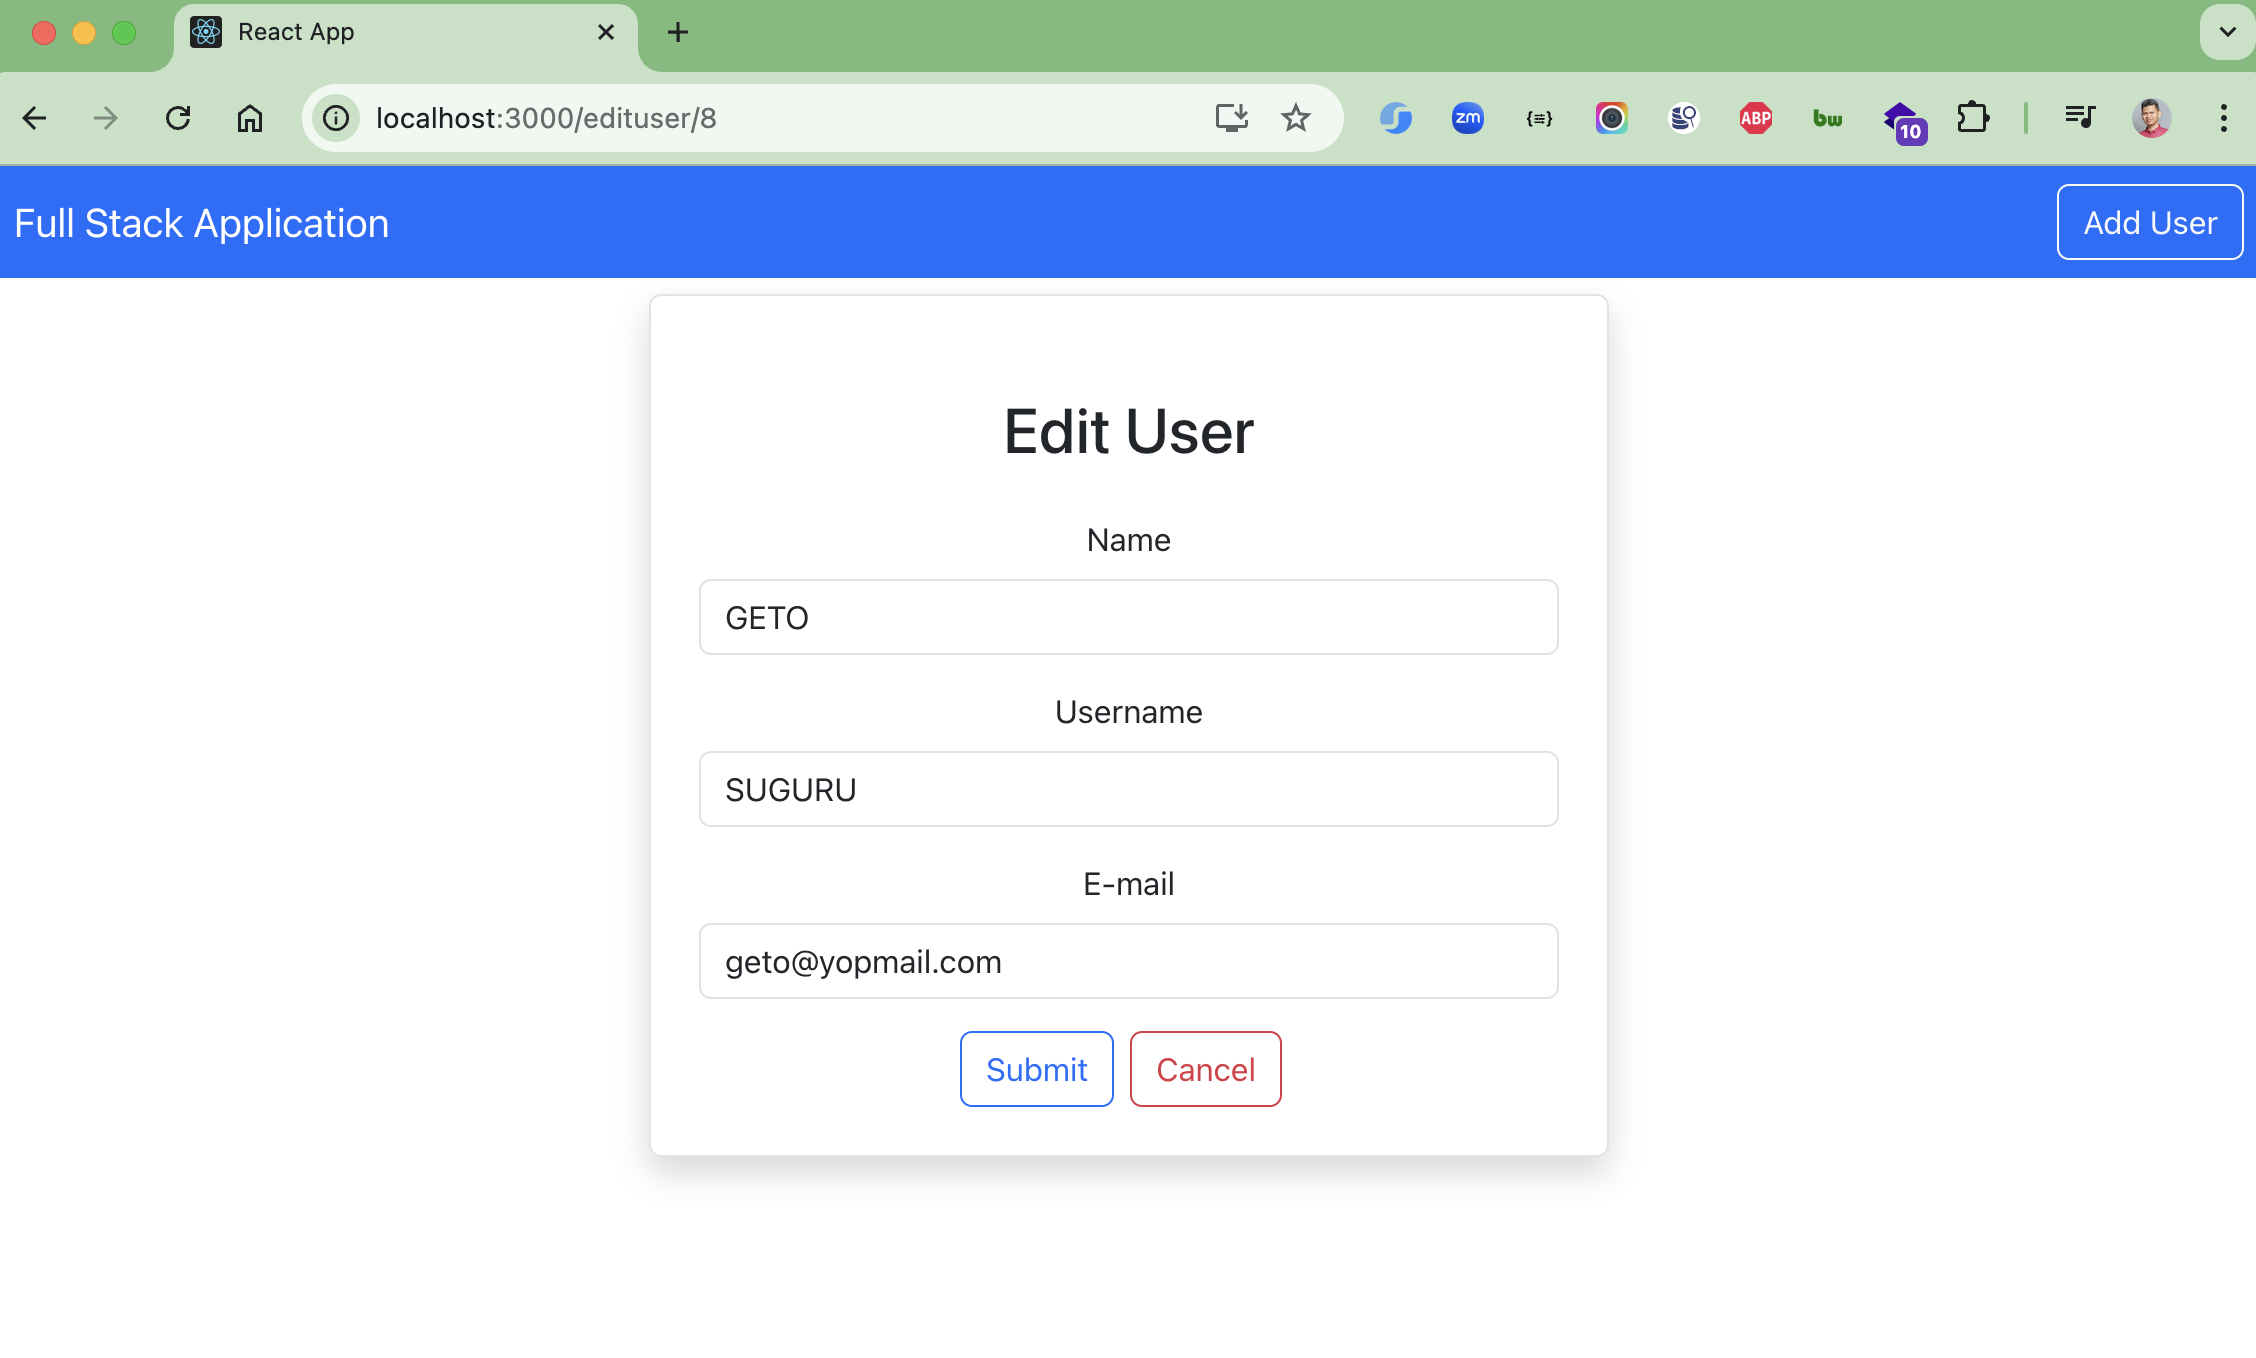 React App
localhost:3000/edituser/8
zm
{≡}
ABP
bw
10
Full Stack Application
Add User
Edit User
Name
GETO
Username
SUGURU
E-mail
geto@yopmail.com
Submit
Cancel